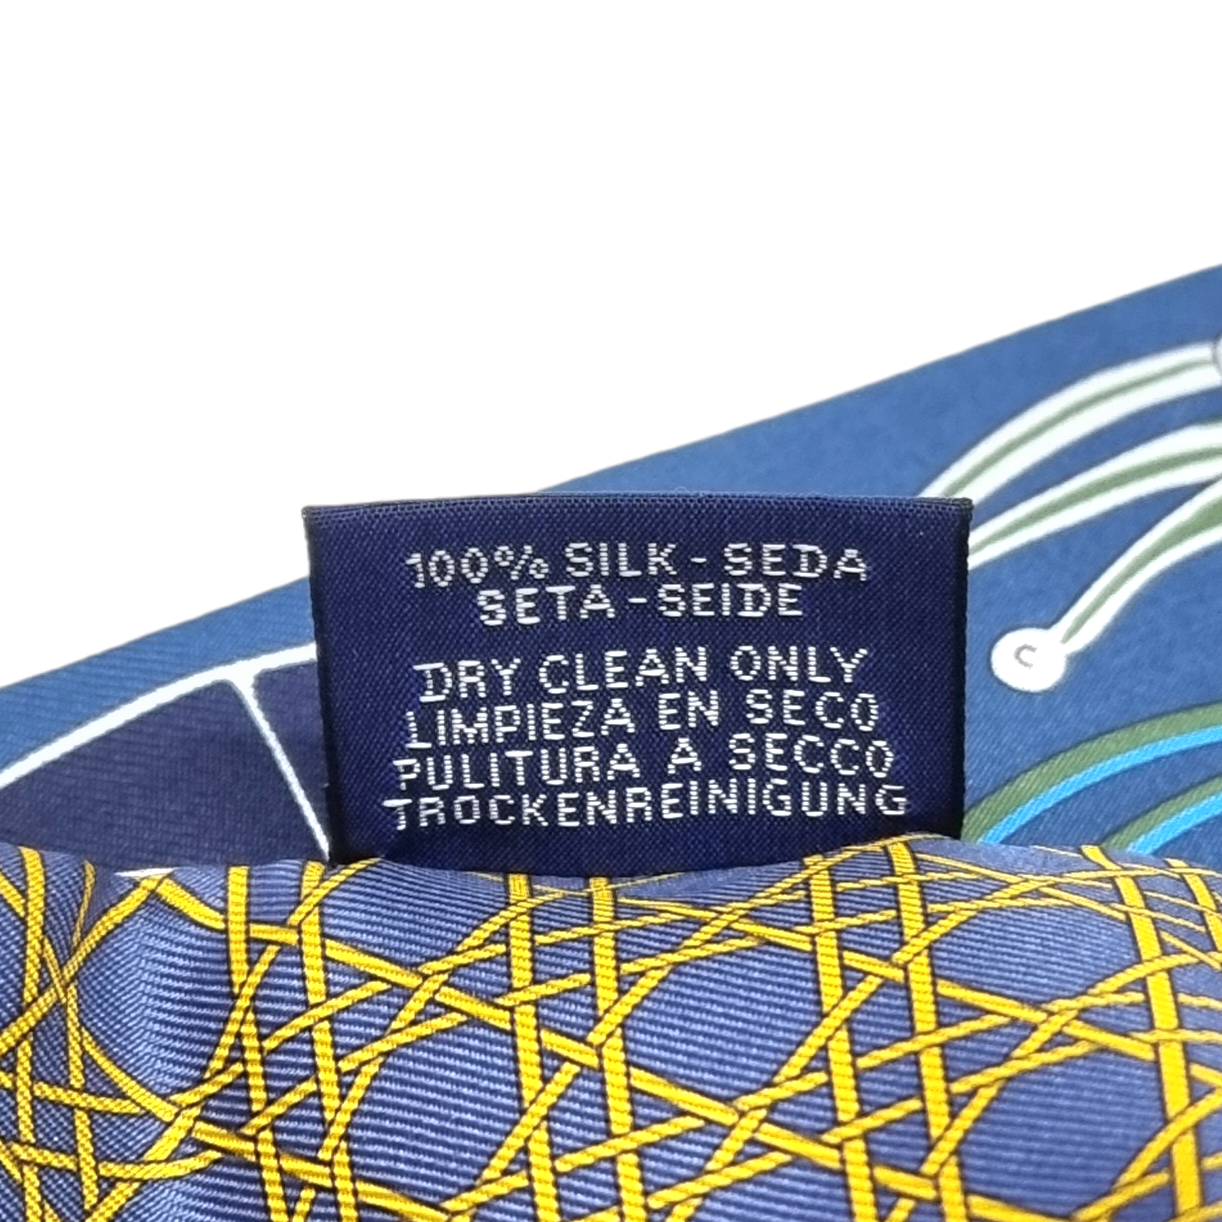 100% SILK - SEDA
SETA - SEIDE
DRY CLEAN ONLY
LIMPIEZA EN SECO
PULITURA A SECCO
TROCKENREINIGUNG